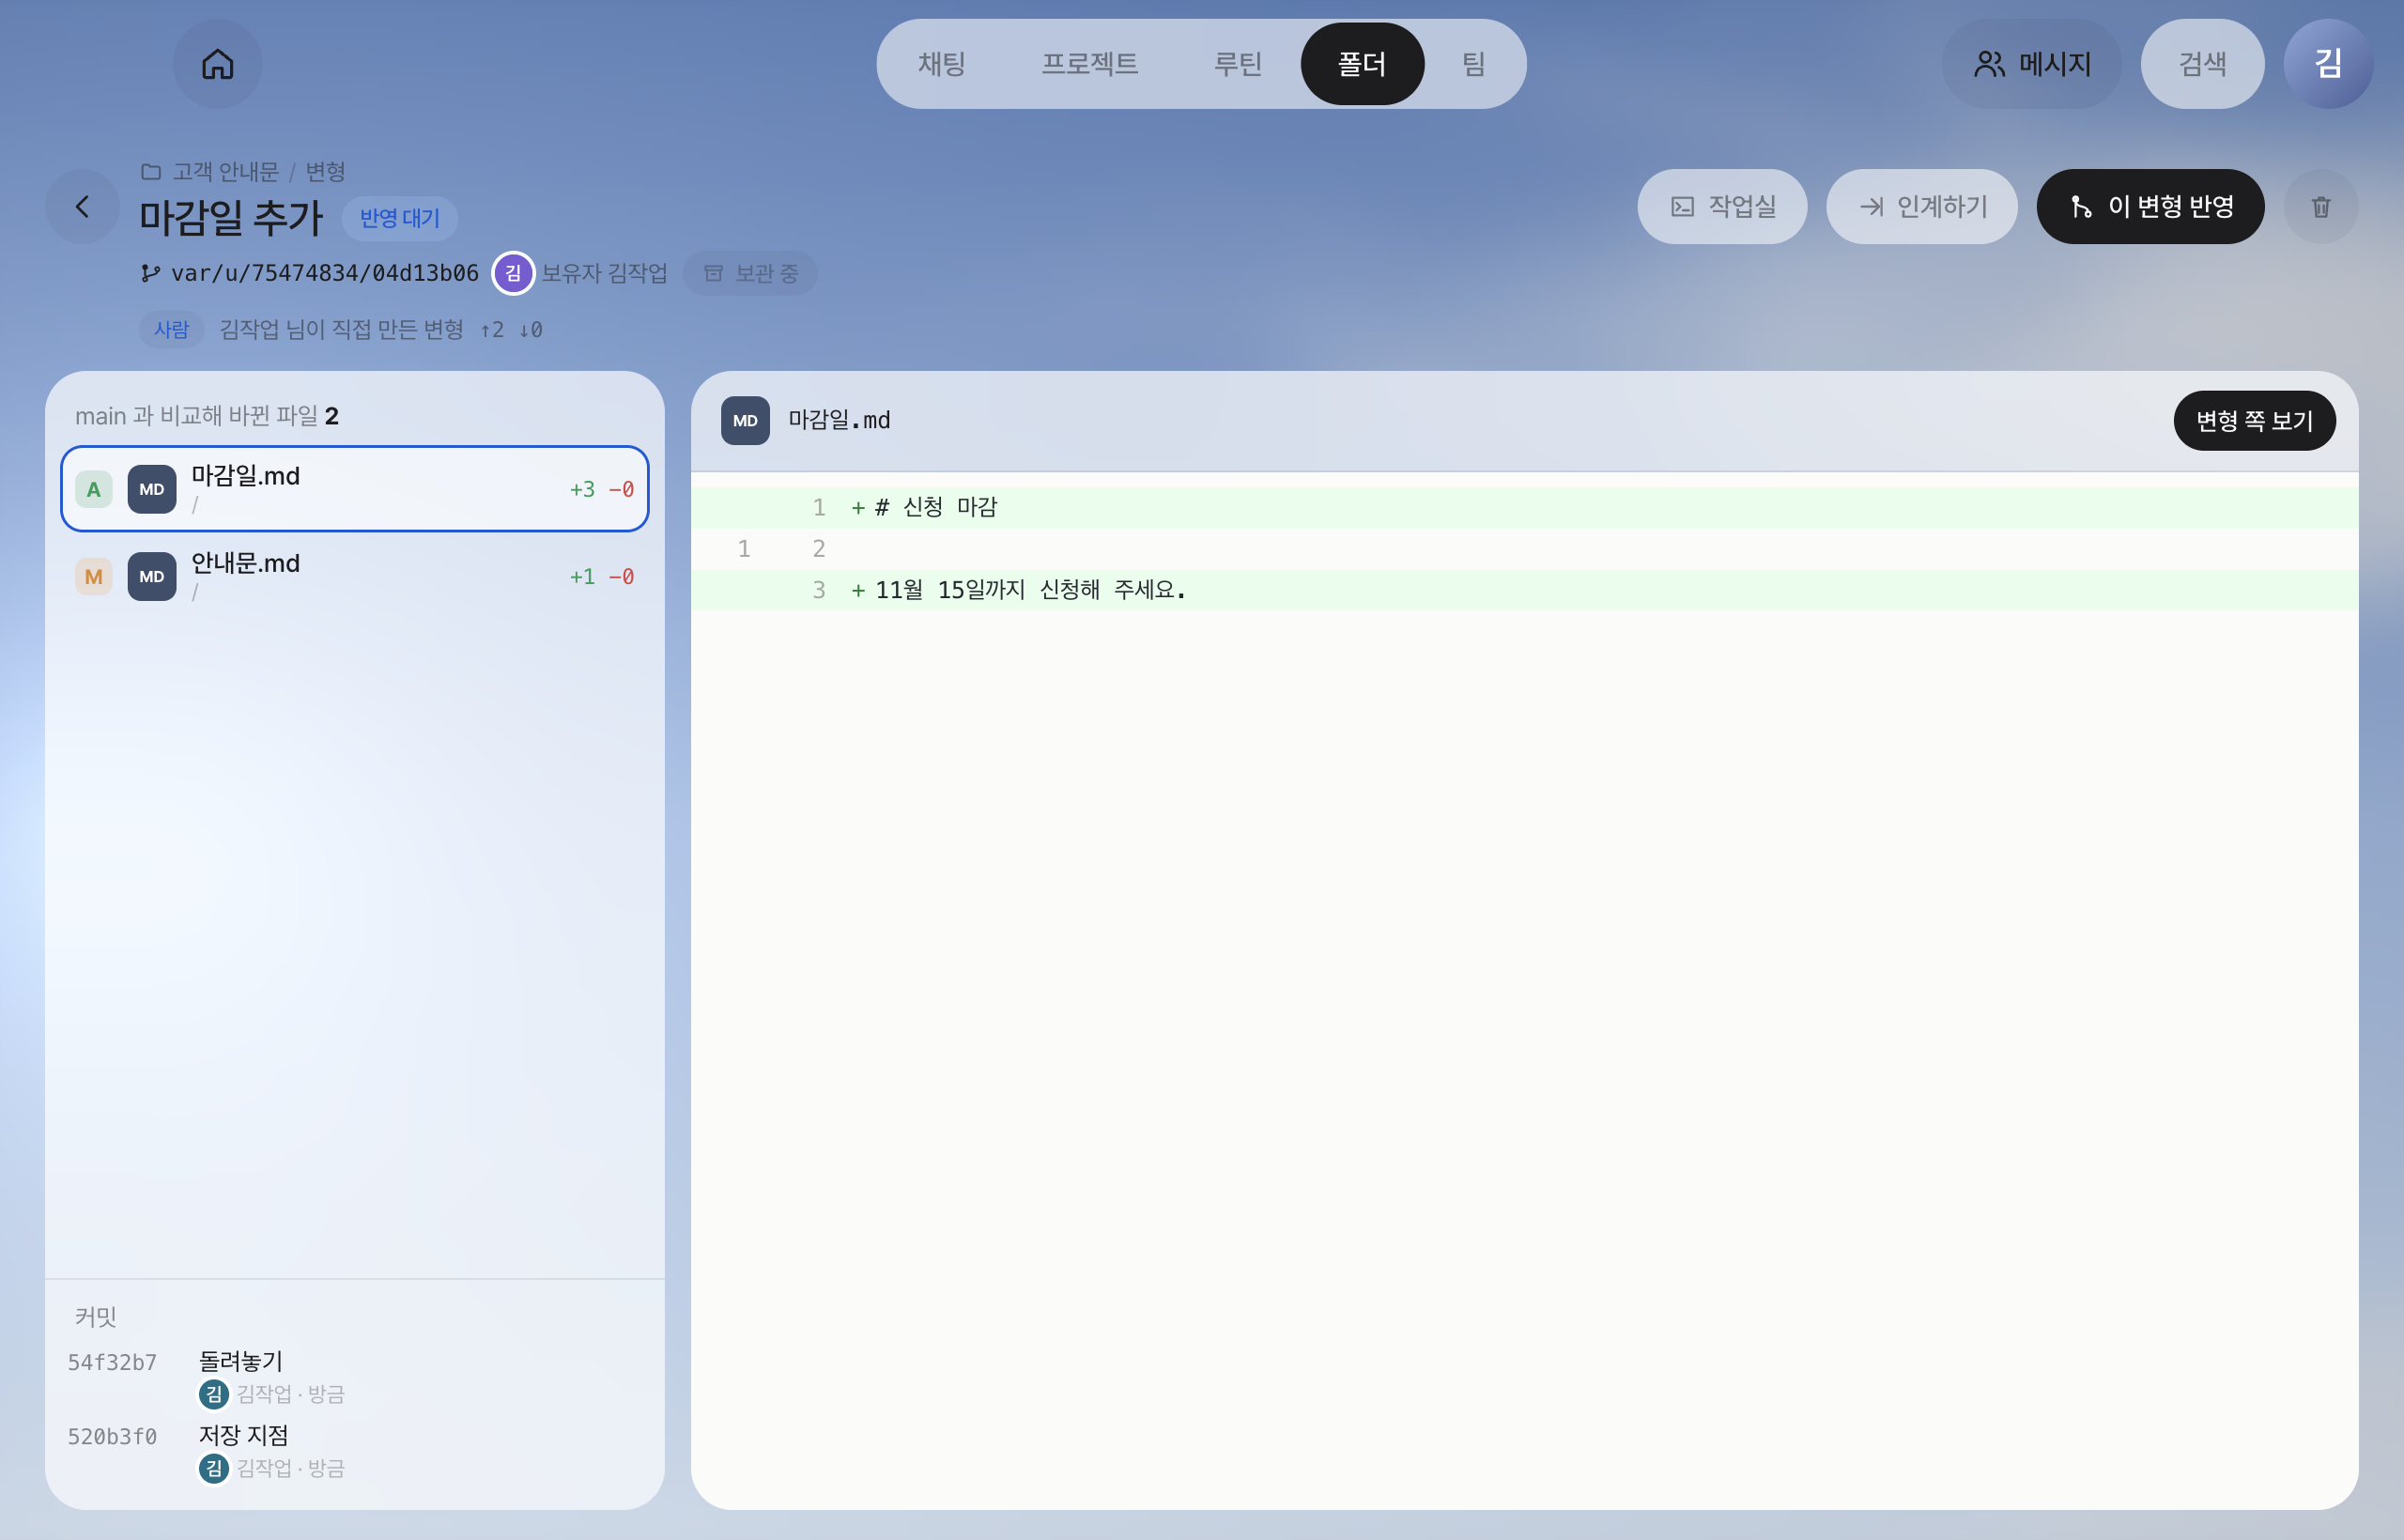 채팅 프로젝트 루틴 폴더 팀 메시지 검색 김
고객 안내문 / 변형
마감일 추가 반영 대기
작업실 인계하기 이 변형 반영
var/u/75474834/04d13b06 김 보유자 김작업 보관 중
사람 김작업 님이 직접 만든 변형 ↑2 ↓0
main 과 비교해 바뀐 파일 2
A MD 마감일.md +3 −0
/
M MD 안내문.md +1 −0
/
커밋
54f32b7 돌려놓기
김 김작업 · 방금
520b3f0 저장 지점
김 김작업 · 방금
MD 마감일.md 변형 쪽 보기
1 + # 신청 마감
1 2
3 + 11월 15일까지 신청해 주세요.